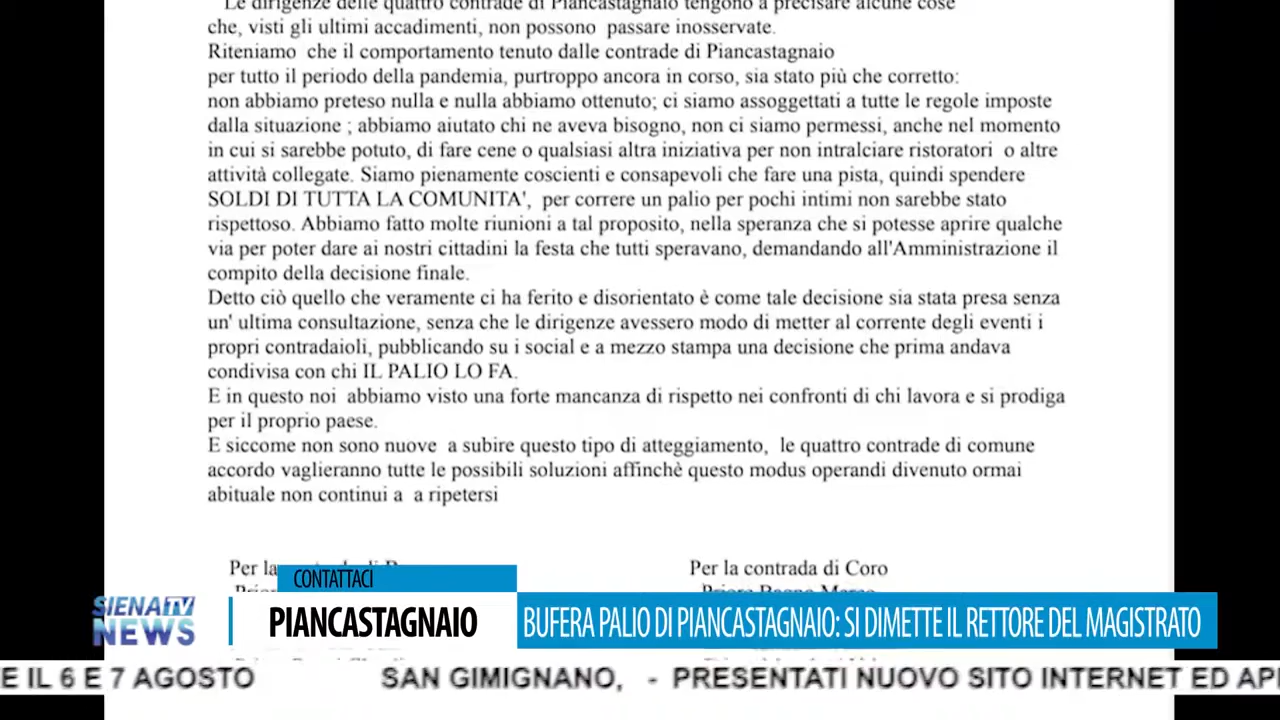 Le dirigenze delle quattro contrade di Piancastagnaio tengono a precisare alcune cose
che, visti gli ultimi accadimenti, non possono  passare inosservate.
Riteniamo  che il comportamento tenuto dalle contrade di Piancastagnaio
per tutto il periodo della pandemia, purtroppo ancora in corso, sia stato più che corretto:
non abbiamo preteso nulla e nulla abbiamo ottenuto; ci siamo assoggettati a tutte le regole imposte
dalla situazione ; abbiamo aiutato chi ne aveva bisogno, non ci siamo permessi, anche nel momento
in cui si sarebbe potuto, di fare cene o qualsiasi altra iniziativa per non intralciare ristoratori  o altre
attività collegate. Siamo pienamente coscienti e consapevoli che fare una pista, quindi spendere
SOLDI DI TUTTA LA COMUNITA',  per correre un palio per pochi intimi non sarebbe stato
rispettoso. Abbiamo fatto molte riunioni a tal proposito, nella speranza che si potesse aprire qualche
via per poter dare ai nostri cittadini la festa che tutti speravano, demandando all'Amministrazione il
compito della decisione finale.
Detto ciò quello che veramente ci ha ferito e disorientato è come tale decisione sia stata presa senza
un' ultima consultazione, senza che le dirigenze avessero modo di metter al corrente degli eventi i
propri contradaioli, pubblicando su i social e a mezzo stampa una decisione che prima andava
condivisa con chi IL PALIO LO FA.
E in questo noi  abbiamo visto una forte mancanza di rispetto nei confronti di chi lavora e si prodiga
per il proprio paese.
E siccome non sono nuove  a subire questo tipo di atteggiamento,  le quattro contrade di comune
accordo vaglieranno tutte le possibili soluzioni affinchè questo modus operandi divenuto ormai
abituale non continui a  a ripetersi
Per la Per la contrada di Coro
CONTATTACI
SIENATV
NEWS
PIANCASTAGNAIO
BUFERA PALIO DI PIANCASTAGNAIO: SI DIMETTE IL RETTORE DEL MAGISTRATO
E IL 6 E 7 AGOSTO SAN GIMIGNANO, - PRESENTATI NUOVO SITO INTERNET ED